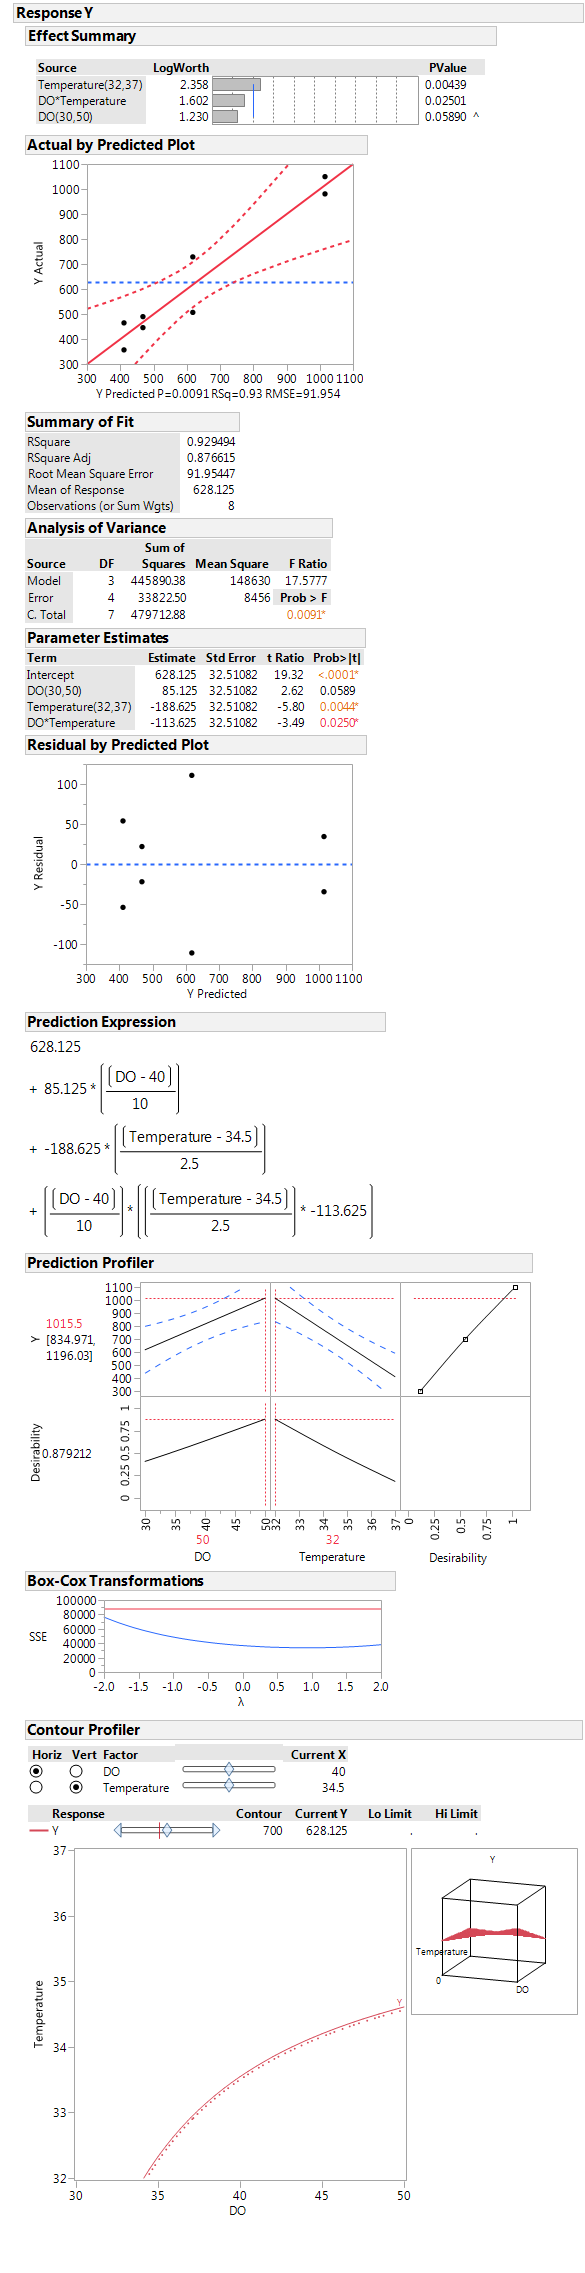 Response Y
Effect Summary
Source LogWorth PValue
Temperature(32,37) 2.358 0.00439
DO*Temperature 1.602 0.02501
DO(30,50) 1.230 0.05890 ^
Actual by Predicted Plot
1100
1000
900
800
700
600
500
400
300
Y Actual
300 400 500 600 700 800 900 1000 1100
Y Predicted P=0.0091 RSq=0.93 RMSE=91.954
Summary of Fit
RSquare 0.929494
RSquare Adj 0.876615
Root Mean Square Error 91.95447
Mean of Response 628.125
Observations (or Sum Wgts) 8
Analysis of Variance
Source DF Sum of Squares Mean Square F Ratio
Model 3 445890.38 148630 17.5777
Error 4 33822.50 8456 Prob > F
C. Total 7 479712.88 0.0091*
Parameter Estimates
Term Estimate Std Error t Ratio Prob>|t|
Intercept 628.125 32.51082 19.32 <.0001*
DO(30,50) 85.125 32.51082 2.62 0.0589
Temperature(32,37) -188.625 32.51082 -5.80 0.0044*
DO*Temperature -113.625 32.51082 -3.49 0.0250*
Residual by Predicted Plot
100
50
0
-50
-100
Y Residual
300 400 500 600 700 800 900 1000 1100
Y Predicted
Prediction Expression
628.125
+ 85.125 * ((DO - 40) / 10)
+ -188.625 * ((Temperature - 34.5) / 2.5)
+ ((DO - 40) / 10) * (((Temperature - 34.5) / 2.5) * -113.625)
Prediction Profiler
1100
1000
900
800
700
600
500
400
300
Y
1015.5
[834.971,
1196.03]
Desirability
0.879212
0 0.25 0.5 0.75 1
30 35 40 45 50
50
DO
32 33 34 35 36 37
32
Temperature
0 0.25 0.5 0.75 1
Desirability
Box-Cox Transformations
100000
80000
60000
40000
20000
0
SSE
-2.0 -1.5 -1.0 -0.5 0.0 0.5 1.0 1.5 2.0
λ
Contour Profiler
Horiz Vert Factor Current X
DO 40
Temperature 34.5
Response Contour Current Y Lo Limit Hi Limit
Y 700 628.125 . .
37
36
35
34
33
32
Temperature
Y
30 35 40 45 50
DO
Y
Temperature
0
DO